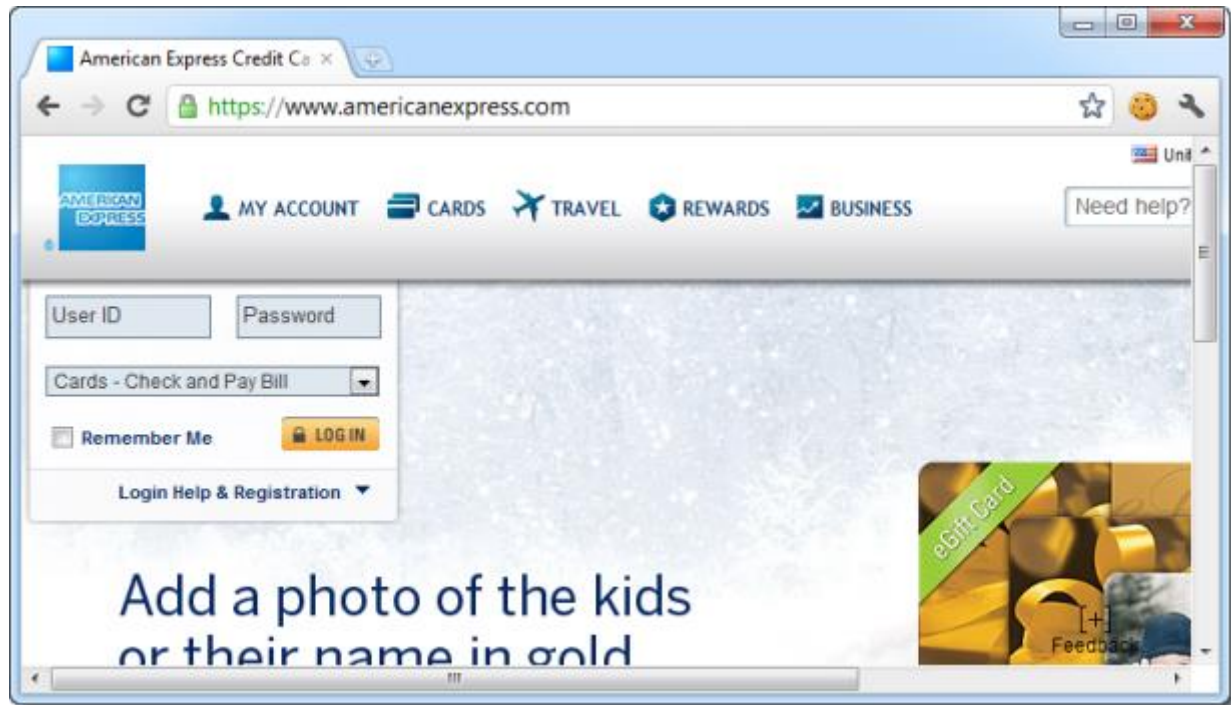 American Express Credit Ca
https://www.americanexpress.com
Unit
AMERICAN EXPRESS
MY ACCOUNT CARDS TRAVEL REWARDS BUSINESS
Need help?
User ID Password
Cards - Check and Pay Bill
Remember Me LOG IN
Login Help & Registration
eGift Card
Add a photo of the kids
or their name in gold
[+]
Feedback